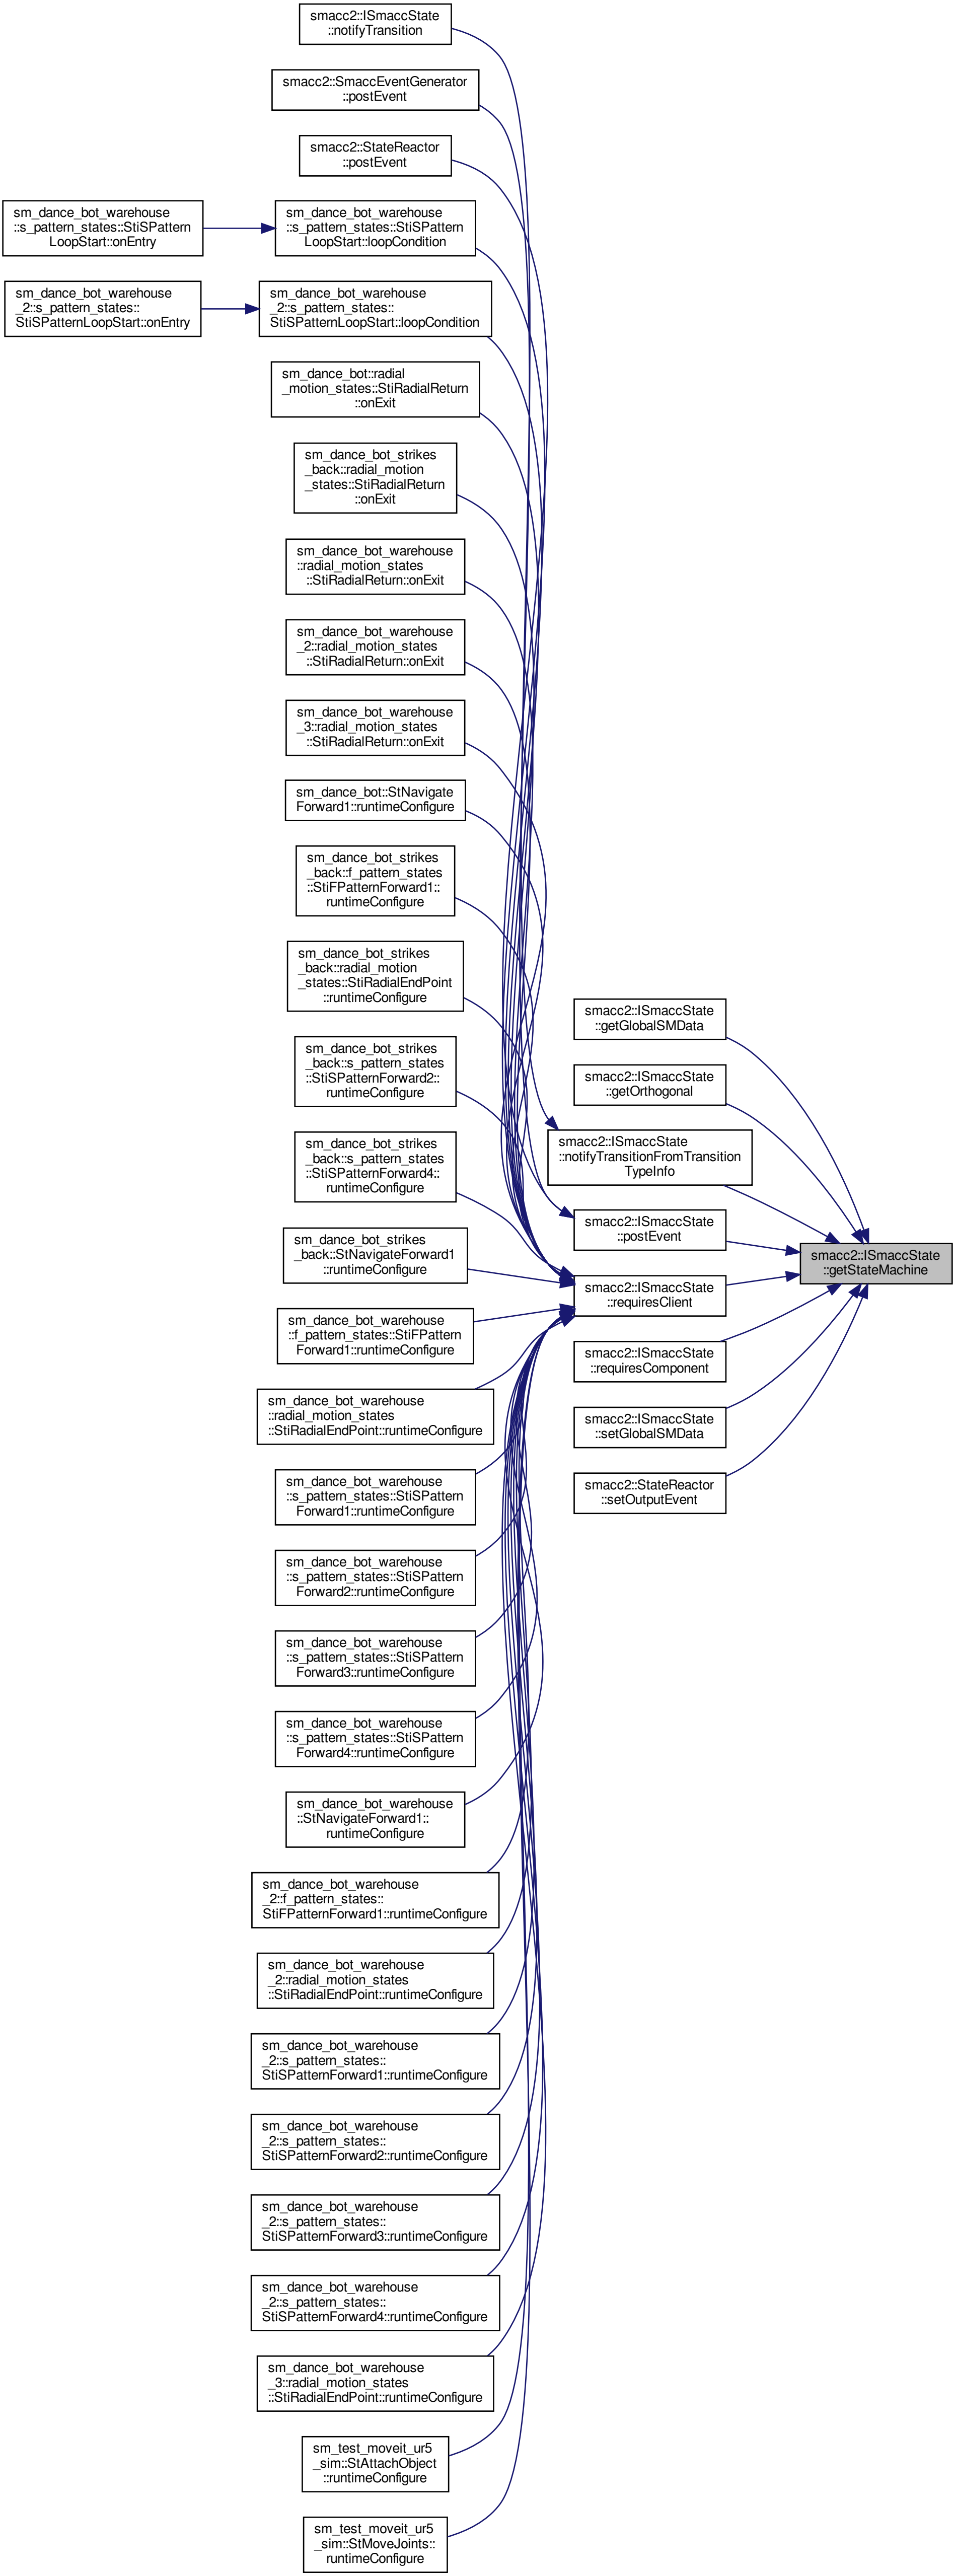 smacc2::ISmaccState
::notifyTransition
smacc2::SmaccEventGenerator
::postEvent
smacc2::StateReactor
::postEvent
sm_dance_bot_warehouse
::s_pattern_states::StiSPattern
LoopStart::onEntry
sm_dance_bot_warehouse
::s_pattern_states::StiSPattern
LoopStart::loopCondition
sm_dance_bot_warehouse
_2::s_pattern_states::
StiSPatternLoopStart::onEntry
sm_dance_bot_warehouse
_2::s_pattern_states::
StiSPatternLoopStart::loopCondition
sm_dance_bot::radial
_motion_states::StiRadialReturn
::onExit
sm_dance_bot_strikes
_back::radial_motion
_states::StiRadialReturn
::onExit
sm_dance_bot_warehouse
::radial_motion_states
::StiRadialReturn::onExit
sm_dance_bot_warehouse
_2::radial_motion_states
::StiRadialReturn::onExit
sm_dance_bot_warehouse
_3::radial_motion_states
::StiRadialReturn::onExit
sm_dance_bot::StNavigate
Forward1::runtimeConfigure
sm_dance_bot_strikes
_back::f_pattern_states
::StiFPatternForward1::
runtimeConfigure
sm_dance_bot_strikes
_back::radial_motion
_states::StiRadialEndPoint
::runtimeConfigure
sm_dance_bot_strikes
_back::s_pattern_states
::StiSPatternForward2::
runtimeConfigure
sm_dance_bot_strikes
_back::s_pattern_states
::StiSPatternForward4::
runtimeConfigure
sm_dance_bot_strikes
_back::StNavigateForward1
::runtimeConfigure
sm_dance_bot_warehouse
::f_pattern_states::StiFPattern
Forward1::runtimeConfigure
sm_dance_bot_warehouse
::radial_motion_states
::StiRadialEndPoint::runtimeConfigure
sm_dance_bot_warehouse
::s_pattern_states::StiSPattern
Forward1::runtimeConfigure
sm_dance_bot_warehouse
::s_pattern_states::StiSPattern
Forward2::runtimeConfigure
sm_dance_bot_warehouse
::s_pattern_states::StiSPattern
Forward3::runtimeConfigure
sm_dance_bot_warehouse
::s_pattern_states::StiSPattern
Forward4::runtimeConfigure
sm_dance_bot_warehouse
::StNavigateForward1::
runtimeConfigure
sm_dance_bot_warehouse
_2::f_pattern_states::
StiFPatternForward1::runtimeConfigure
sm_dance_bot_warehouse
_2::radial_motion_states
::StiRadialEndPoint::runtimeConfigure
sm_dance_bot_warehouse
_2::s_pattern_states::
StiSPatternForward1::runtimeConfigure
sm_dance_bot_warehouse
_2::s_pattern_states::
StiSPatternForward2::runtimeConfigure
sm_dance_bot_warehouse
_2::s_pattern_states::
StiSPatternForward3::runtimeConfigure
sm_dance_bot_warehouse
_2::s_pattern_states::
StiSPatternForward4::runtimeConfigure
sm_dance_bot_warehouse
_3::radial_motion_states
::StiRadialEndPoint::runtimeConfigure
sm_test_moveit_ur5
_sim::StAttachObject
::runtimeConfigure
sm_test_moveit_ur5
_sim::StMoveJoints::
runtimeConfigure
smacc2::ISmaccState
::getGlobalSMData
smacc2::ISmaccState
::getOrthogonal
smacc2::ISmaccState
::notifyTransitionFromTransition
TypeInfo
smacc2::ISmaccState
::postEvent
smacc2::ISmaccState
::requiresClient
smacc2::ISmaccState
::requiresComponent
smacc2::ISmaccState
::setGlobalSMData
smacc2::StateReactor
::setOutputEvent
smacc2::ISmaccState
::getStateMachine